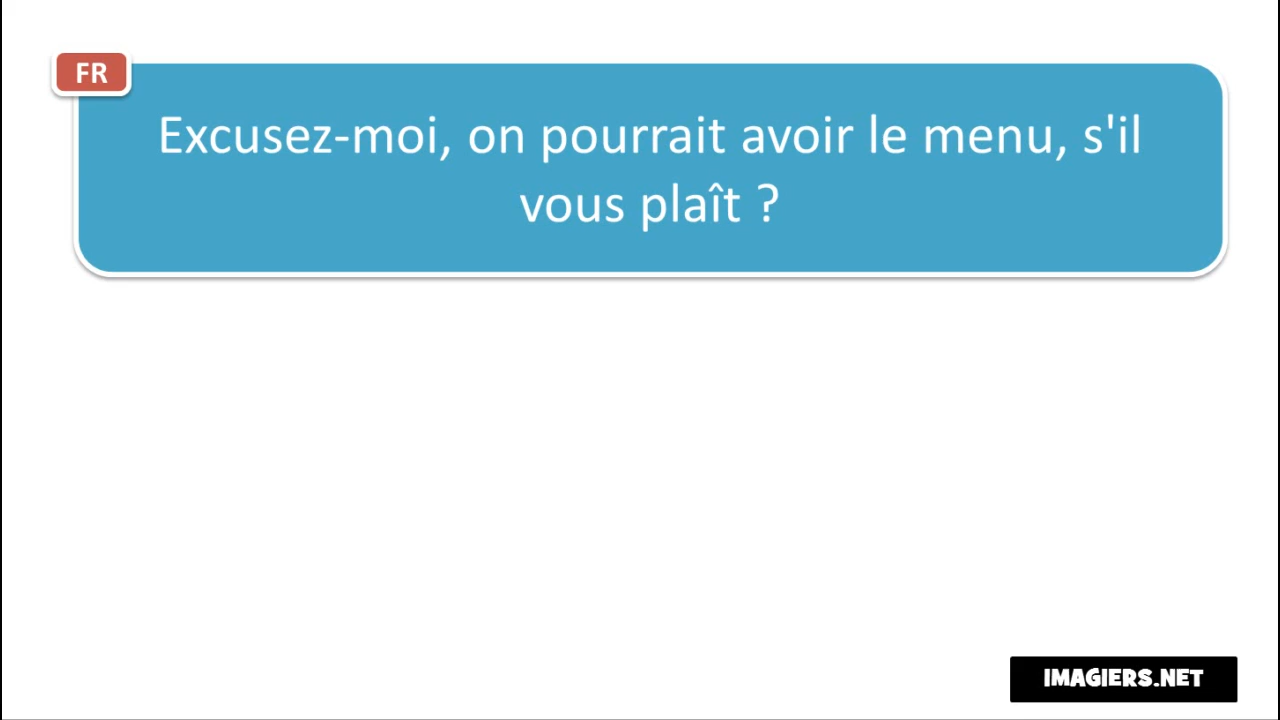 FR
Excusez-moi, on pourrait avoir le menu, s'il
vous plaît ?
IMAGIERS.NET